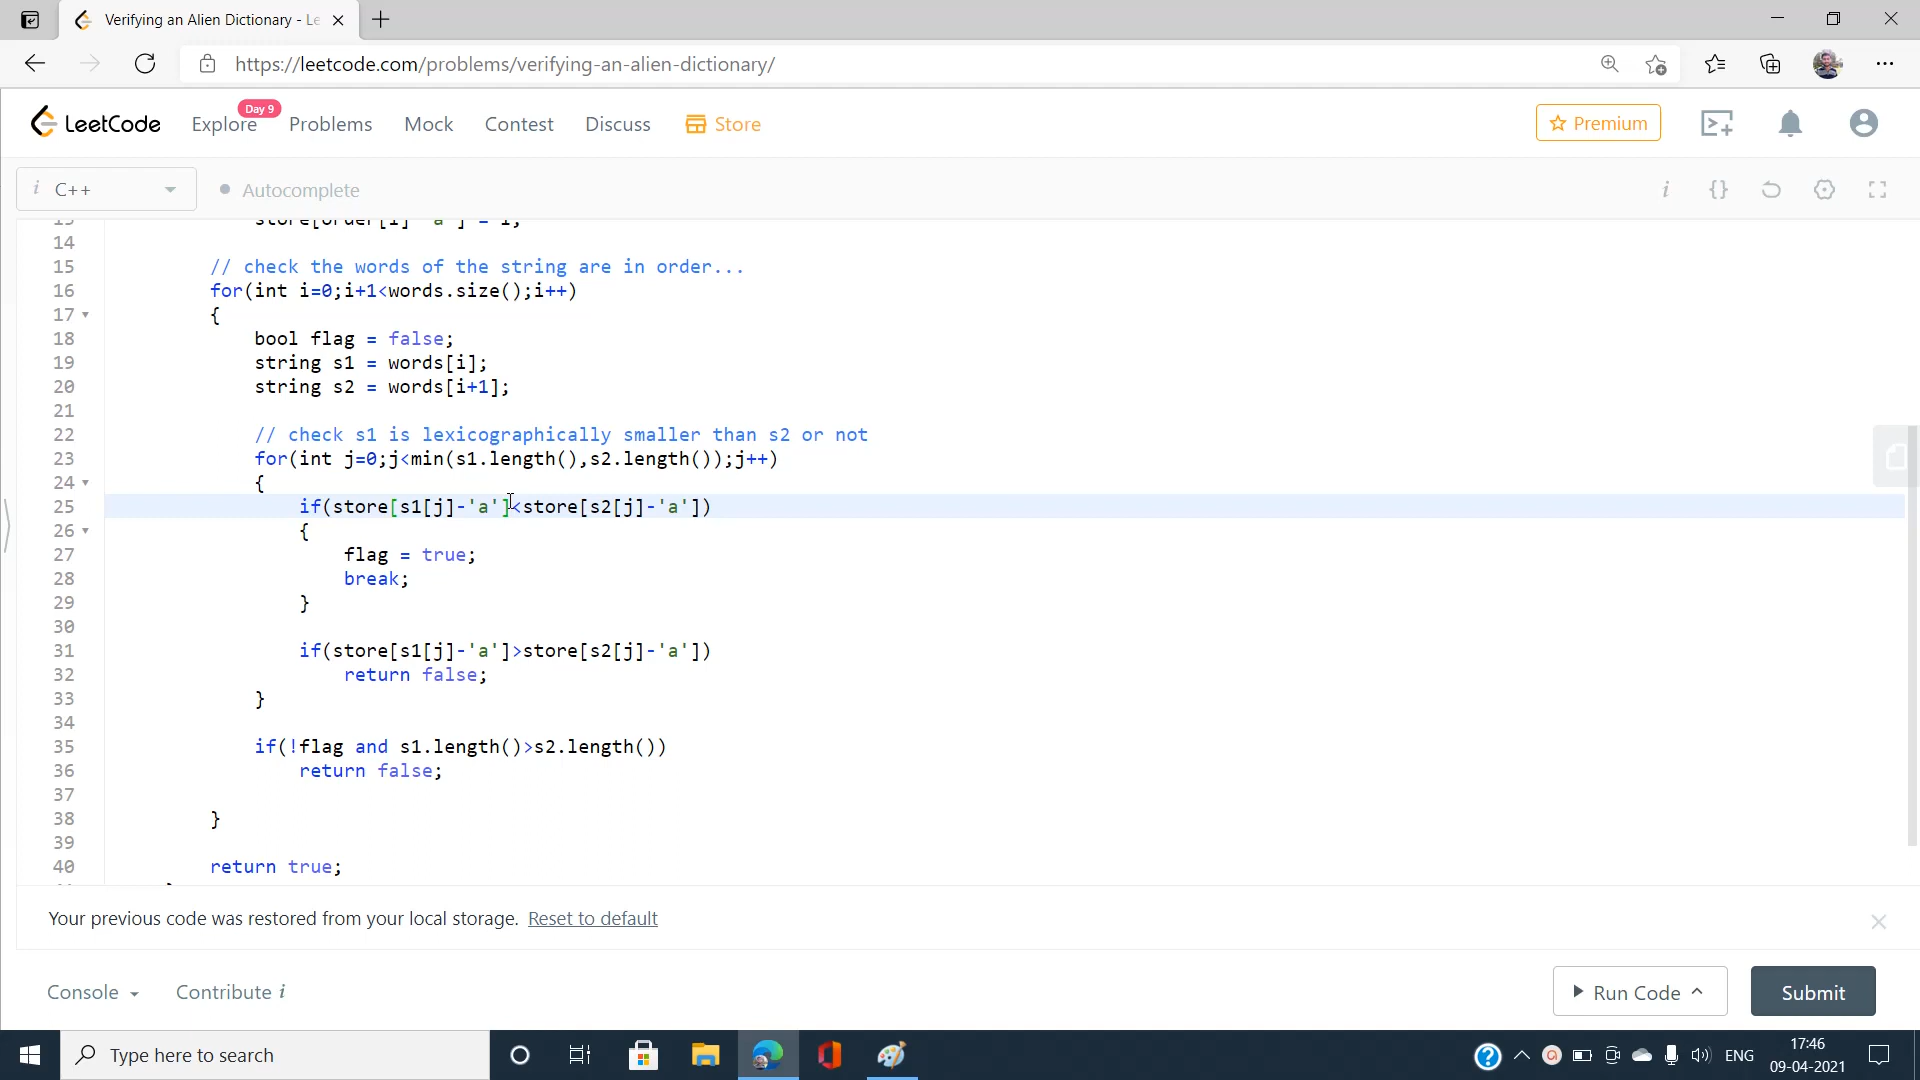 Verifying an Alien Dictionary - Le
https://leetcode.com/problems/verifying-an-alien-dictionary/
LeetCode
Explore
Day 9
Problems
Mock
Contest
Discuss
Store
Premium
i C++
Autocomplete
i {}
14
15 // check the words of the string are in order...
16 for(int i=0;i+1<words.size();i++)
17 {
18 bool flag = false;
19 string s1 = words[i];
20 string s2 = words[i+1];
21
22 // check s1 is lexicographically smaller than s2 or not
23 for(int j=0;j<min(s1.length(),s2.length());j++)
24 {
25 if(store[s1[j]-'a']<store[s2[j]-'a'])
26 {
27 flag = true;
28 break;
29 }
30
31 if(store[s1[j]-'a']>store[s2[j]-'a'])
32 return false;
33 }
34
35 if(!flag and s1.length()>s2.length())
36 return false;
37
38 }
39
40 return true;
Your previous code was restored from your local storage. Reset to default
Console
Contribute i
Run Code
Submit
Type here to search
ENG
17:46
09-04-2021